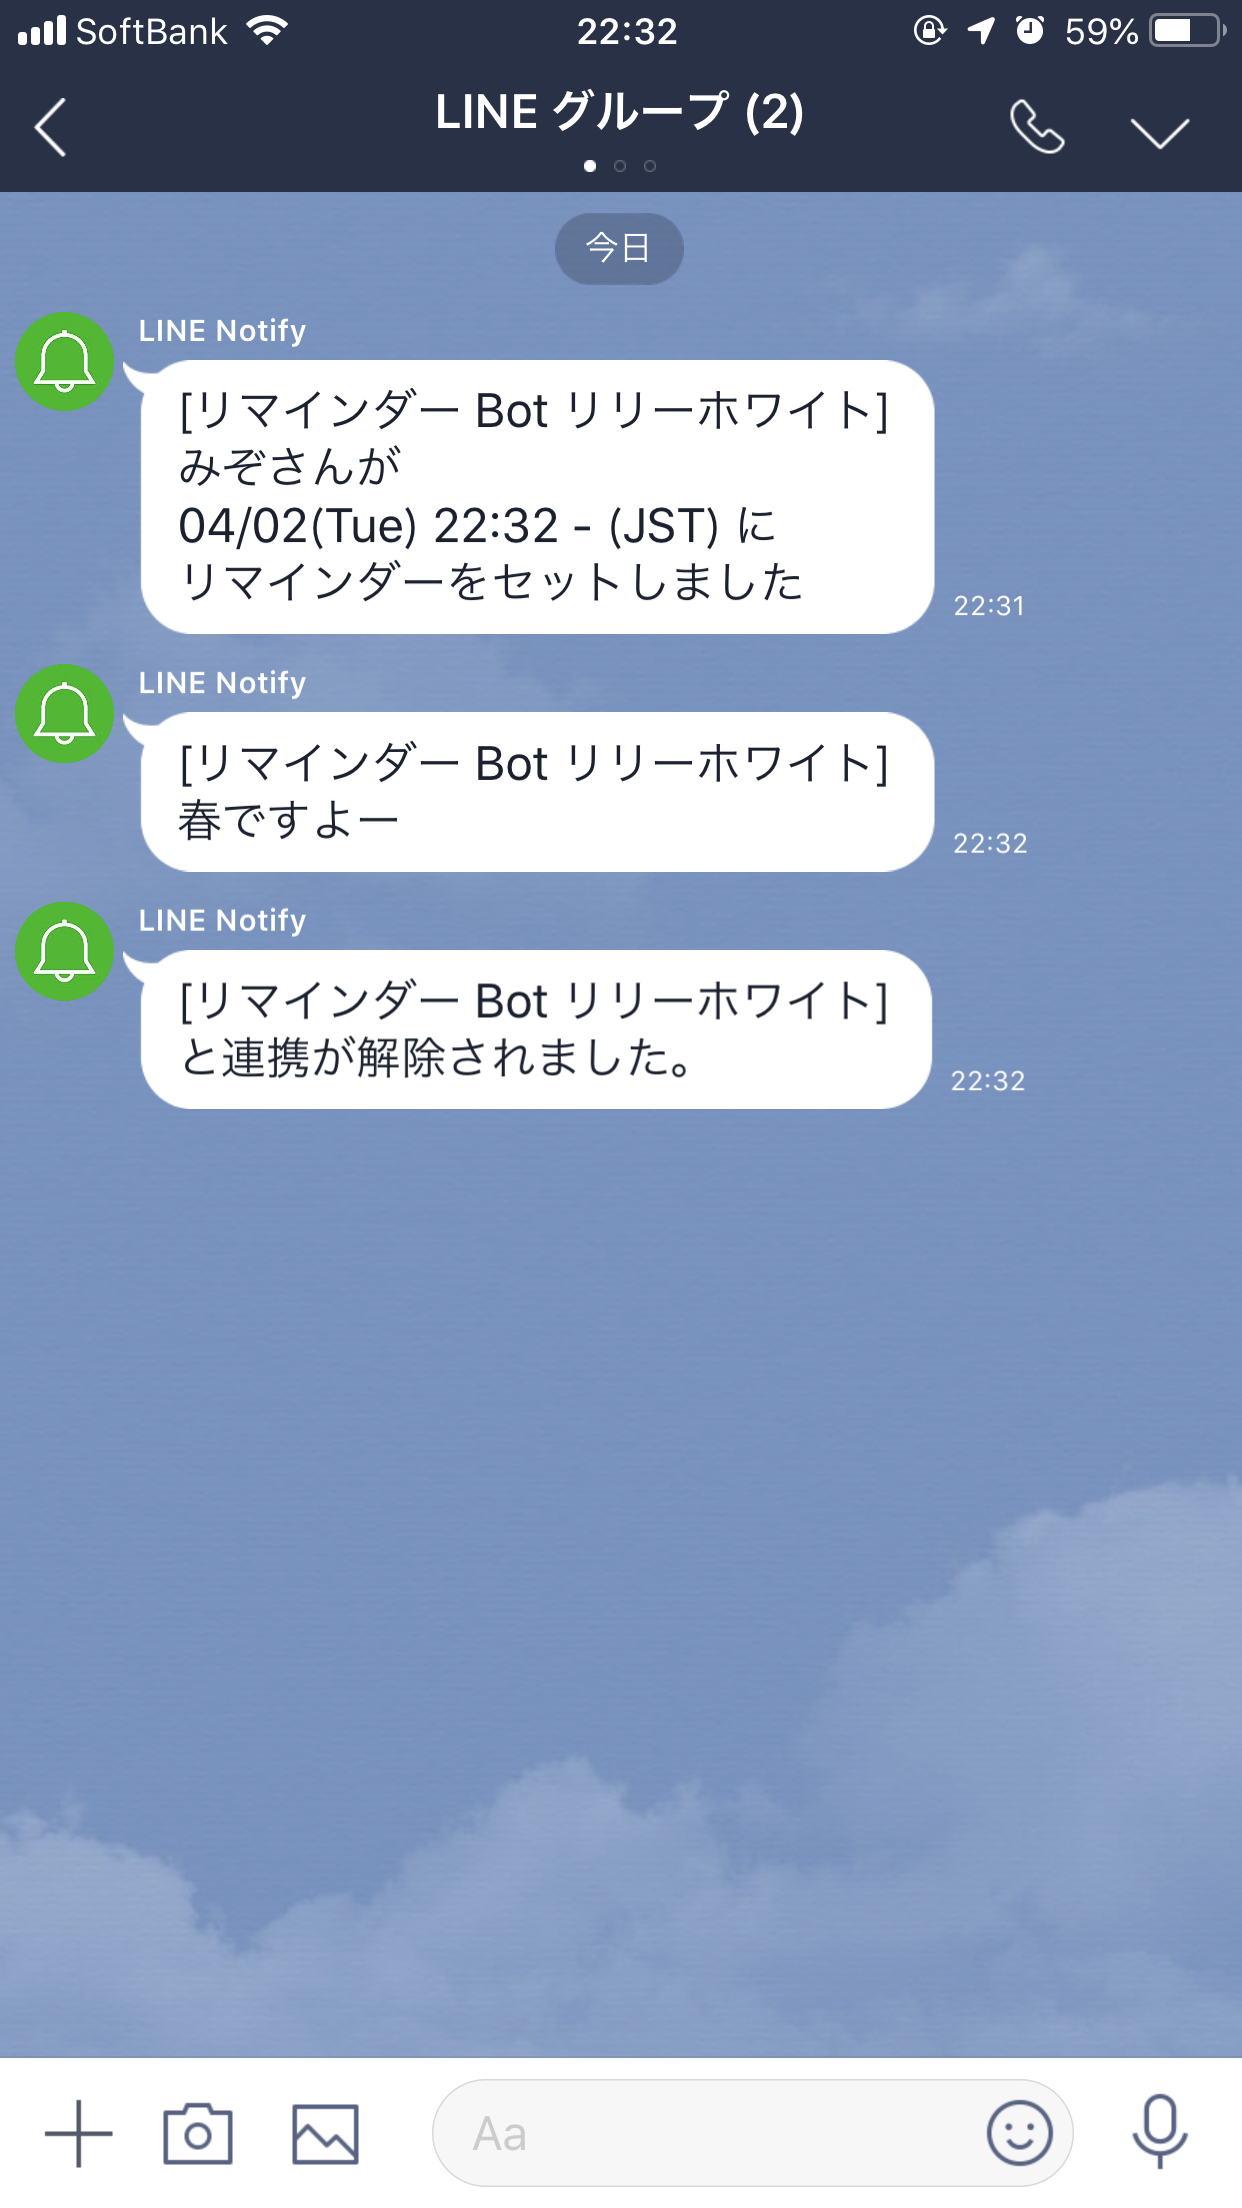 SoftBank 22:32 59%
LINE グループ (2)
今日
LINE Notify
[リマインダー Bot リリーホワイト]
みぞさんが
04/02(Tue) 22:32 - (JST) に
リマインダーをセットしました
22:31
LINE Notify
[リマインダー Bot リリーホワイト]
春ですよー
22:32
LINE Notify
[リマインダー Bot リリーホワイト]
と連携が解除されました。
22:32
Aa